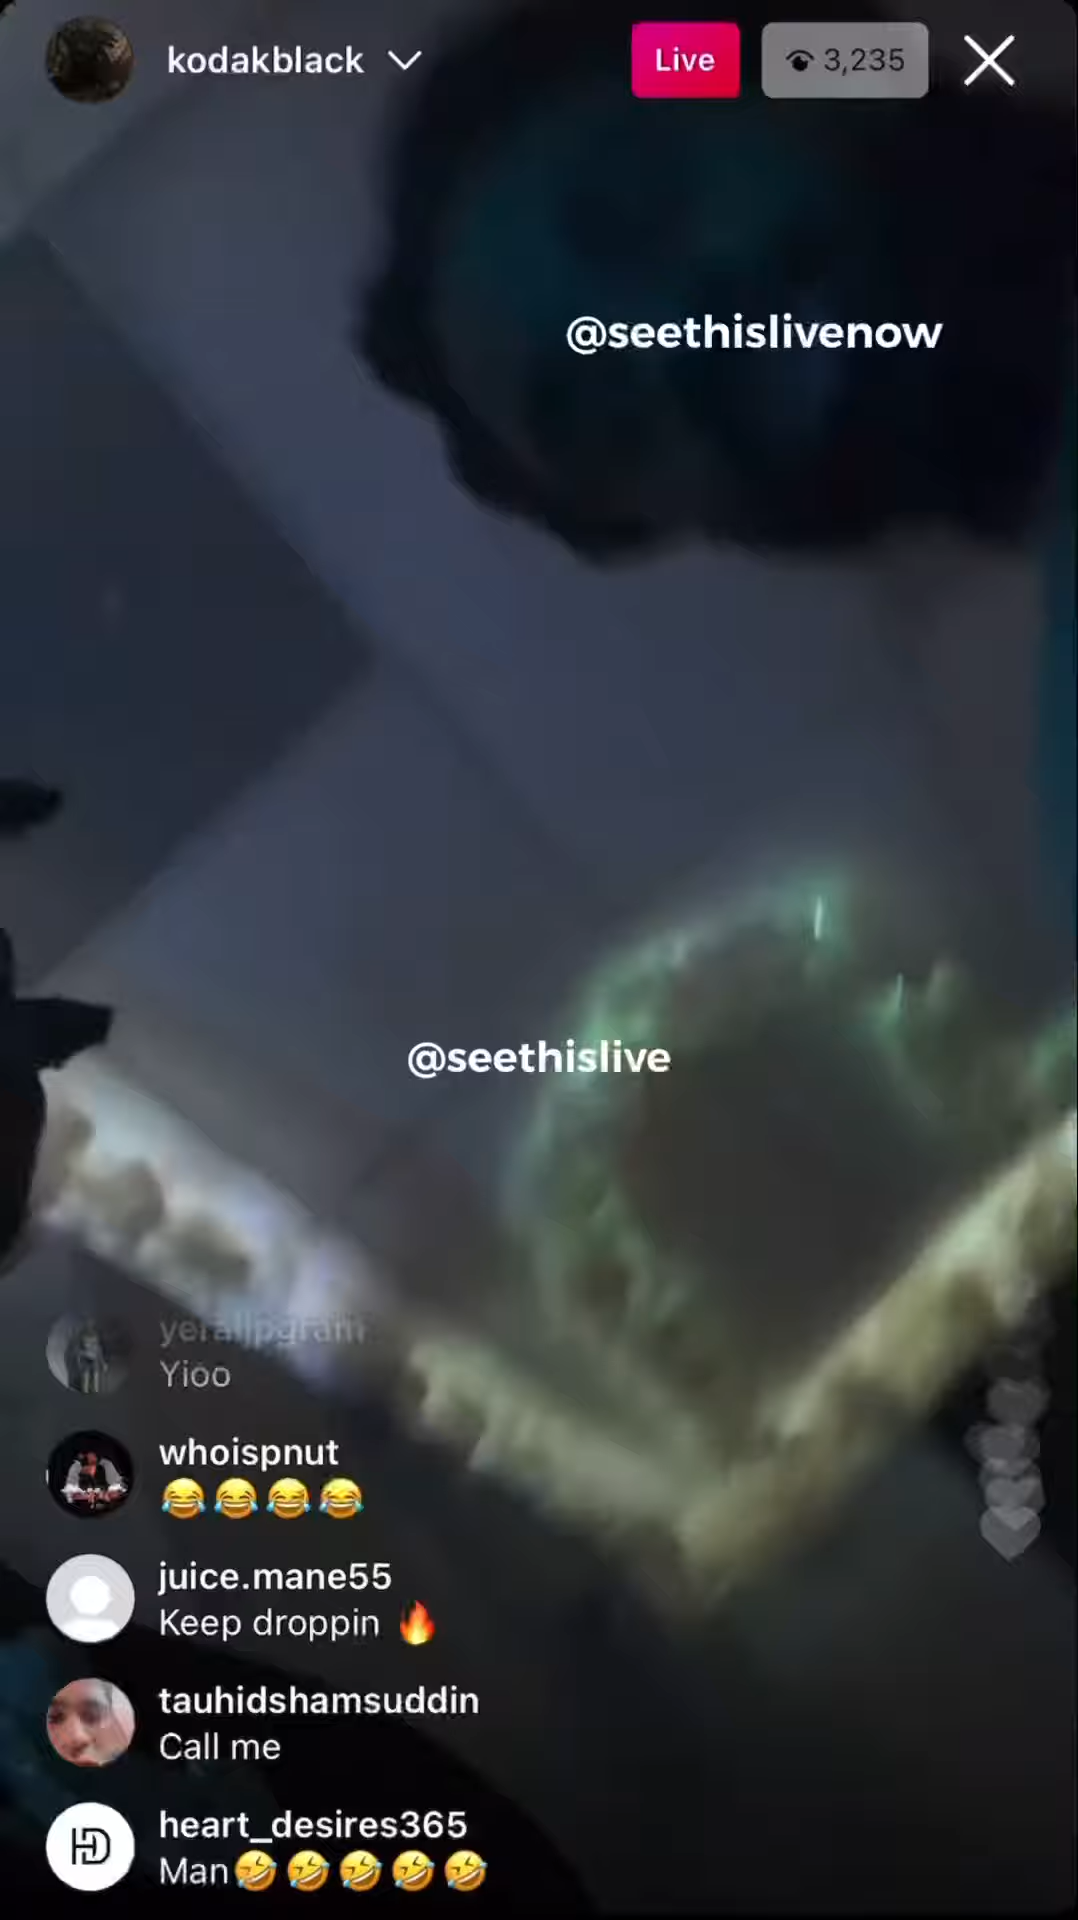 kodakblack
Live
3,235
@seethislivenow
@seethislive
Yioo
whoispnut
😂😂😂😂
juice.mane55
Keep droppin 🔥
tauhidshamsuddin
Call me
heart_desires365
Man🤣🤣🤣🤣🤣